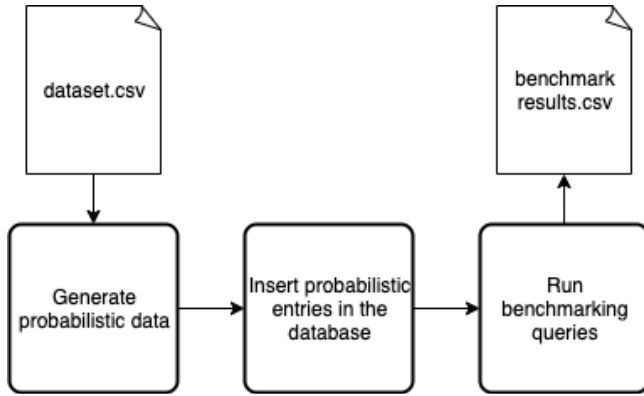 dataset.csv
benchmark
results.csv
Generate
probabilistic data
Insert probabilistic
entries in the
database
Run
benchmarking
queries